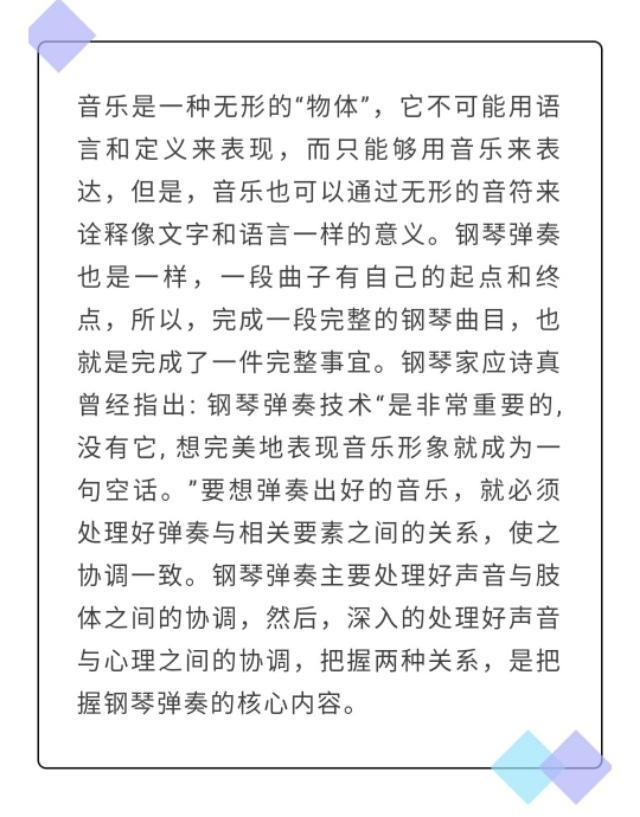 音乐是一种无形的“物体”，它不可能用语
言和定义来表现，而只能够用音乐来表
达，但是，音乐也可以通过无形的音符来
诠释像文字和语言一样的意义。钢琴弹奏
也是一样，一段曲子有自己的起点和终
点，所以，完成一段完整的钢琴曲目，也
就是完成了一件完整事宜。钢琴家应诗真
曾经指出: 钢琴弹奏技术“是非常重要的,
没有它, 想完美地表现音乐形象就成为一
句空话。”要想弹奏出好的音乐，就必须
处理好弹奏与相关要素之间的关系，使之
协调一致。钢琴弹奏主要处理好声音与肢
体之间的协调，然后，深入的处理好声音
与心理之间的协调，把握两种关系，是把
握钢琴弹奏的核心内容。